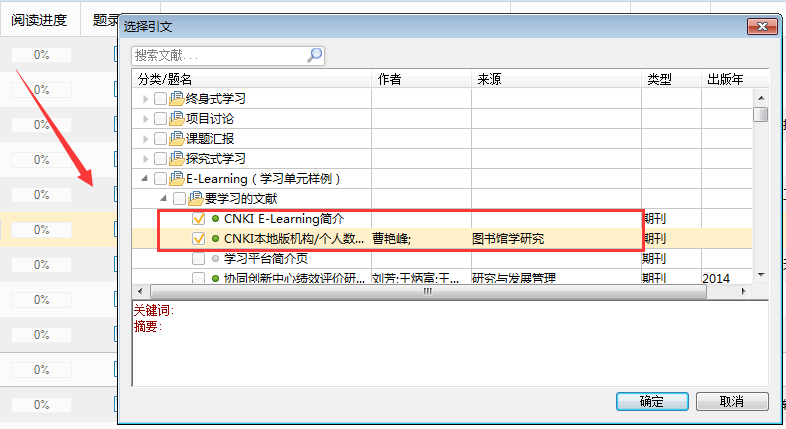 阅读进度 题录
选择引文
0%
搜索文献...
分类/题名 作者 来源 类型 出版年
0%
终身式学习
项目讨论
0%
课题汇报
0%
探究式学习
E-Learning（学习单元样例）
0%
要学习的文献
CNKI E-Learning简介 期刊
0%
CNKI本地版机构/个人数... 曹艳峰; 图书馆学研究 期刊
学习平台简介页 期刊
0%
协同创新中心绩效评价研... 刘芳;王炳富;王... 研究与发展管理 期刊 2014
0%
关键词:
摘要:
0%
0%
0%
确定 取消